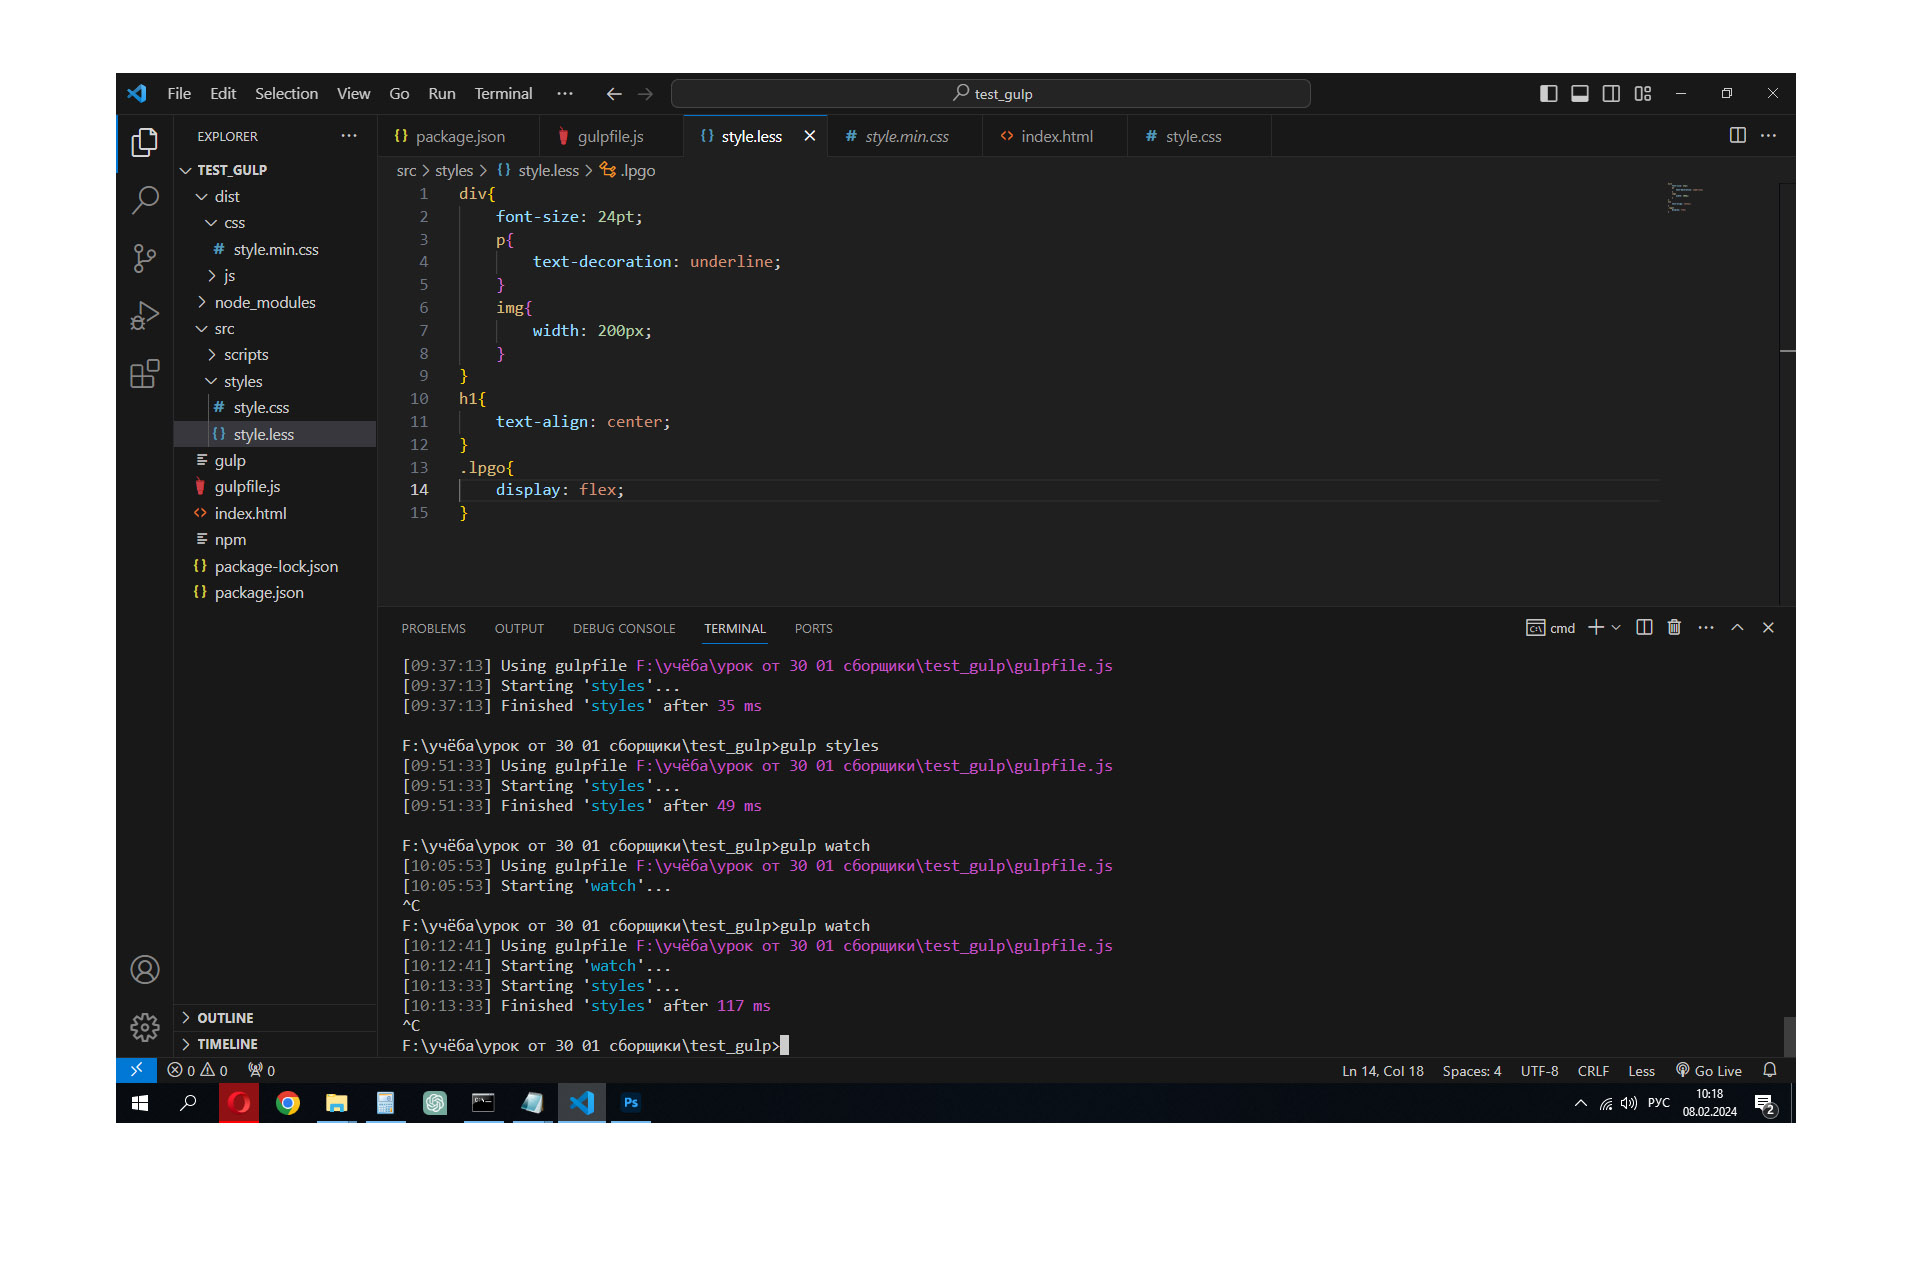 File Edit Selection View Go Run Terminal ··· test_gulp
EXPLORER ···
package.json gulpfile.js style.less style.min.css index.html style.css
src > styles > style.less > .lpgo
TEST_GULP
dist
css
style.min.css
js
node_modules
src
scripts
styles
style.css
style.less
gulp
gulpfile.js
index.html
npm
package-lock.json
package.json
OUTLINE
TIMELINE
1 div{
2 font-size: 24pt;
3 p{
4 text-decoration: underline;
5 }
6 img{
7 width: 200px;
8 }
9 }
10 h1{
11 text-align: center;
12 }
13 .lpgo{
14 display: flex;
15 }
PROBLEMS OUTPUT DEBUG CONSOLE TERMINAL PORTS cmd
[09:37:13] Using gulpfile F:\учёба\урок от 30 01 сборщики\test_gulp\gulpfile.js
[09:37:13] Starting 'styles'...
[09:37:13] Finished 'styles' after 35 ms
F:\учёба\урок от 30 01 сборщики\test_gulp>gulp styles
[09:51:33] Using gulpfile F:\учёба\урок от 30 01 сборщики\test_gulp\gulpfile.js
[09:51:33] Starting 'styles'...
[09:51:33] Finished 'styles' after 49 ms
F:\учёба\урок от 30 01 сборщики\test_gulp>gulp watch
[10:05:53] Using gulpfile F:\учёба\урок от 30 01 сборщики\test_gulp\gulpfile.js
[10:05:53] Starting 'watch'...
^C
F:\учёба\урок от 30 01 сборщики\test_gulp>gulp watch
[10:12:41] Using gulpfile F:\учёба\урок от 30 01 сборщики\test_gulp\gulpfile.js
[10:12:41] Starting 'watch'...
[10:13:33] Starting 'styles'...
[10:13:33] Finished 'styles' after 117 ms
^C
F:\учёба\урок от 30 01 сборщики\test_gulp>
0 0 0 Ln 14, Col 18 Spaces: 4 UTF-8 CRLF Less Go Live
Ps РУС 10:18
08.02.2024 2